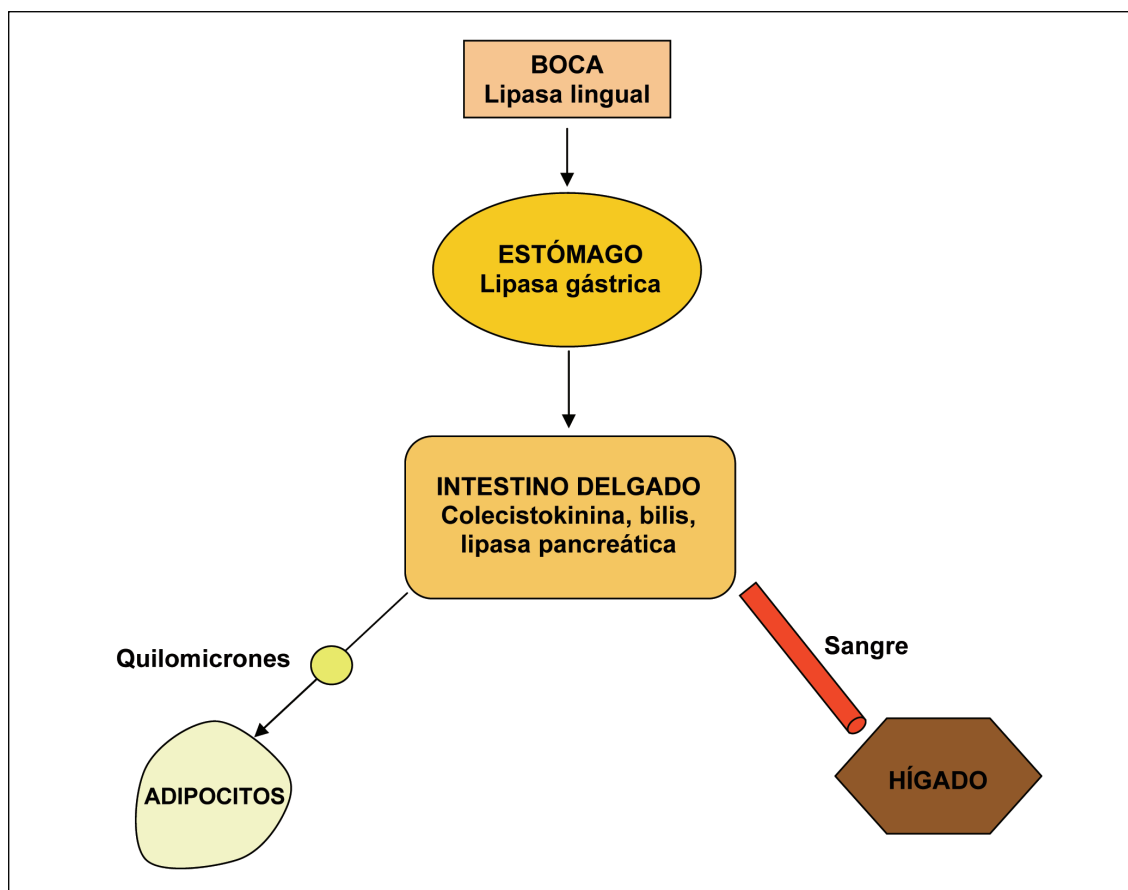 BOCA
Lipasa lingual
ESTÓMAGO
Lipasa gástrica
INTESTINO DELGADO
Colecistokinina, bilis,
lipasa pancreática
Quilomicrones
Sangre
ADIPOCITOS
HÍGADO